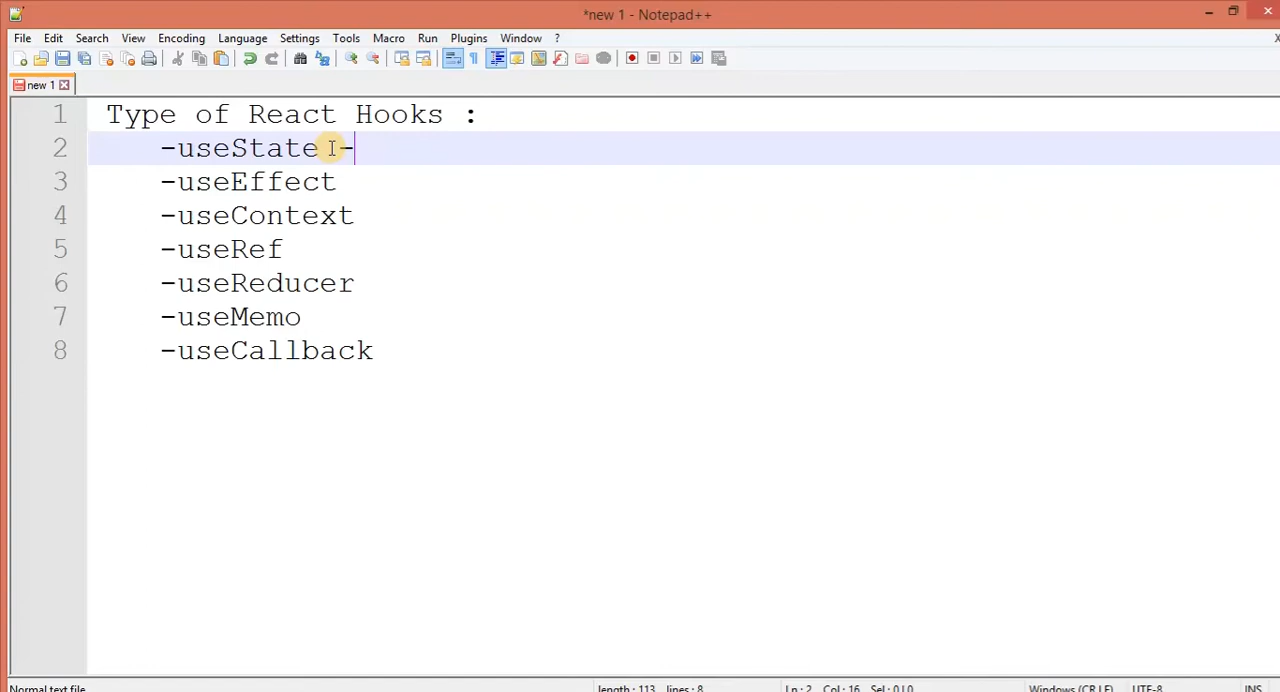 *new 1 - Notepad++
File Edit Search View Encoding Language Settings Tools Macro Run Plugins Window ? X
new 1
1 Type of React Hooks :
2 -useState -
3 -useEffect
4 -useContext
5 -useRef
6 -useReducer
7 -useMemo
8 -useCallback
Normal text file length : 113 lines : 8 Ln : 2 Col : 16 Sel : 0 | 0 Windows (CR LF) UTF-8 INS